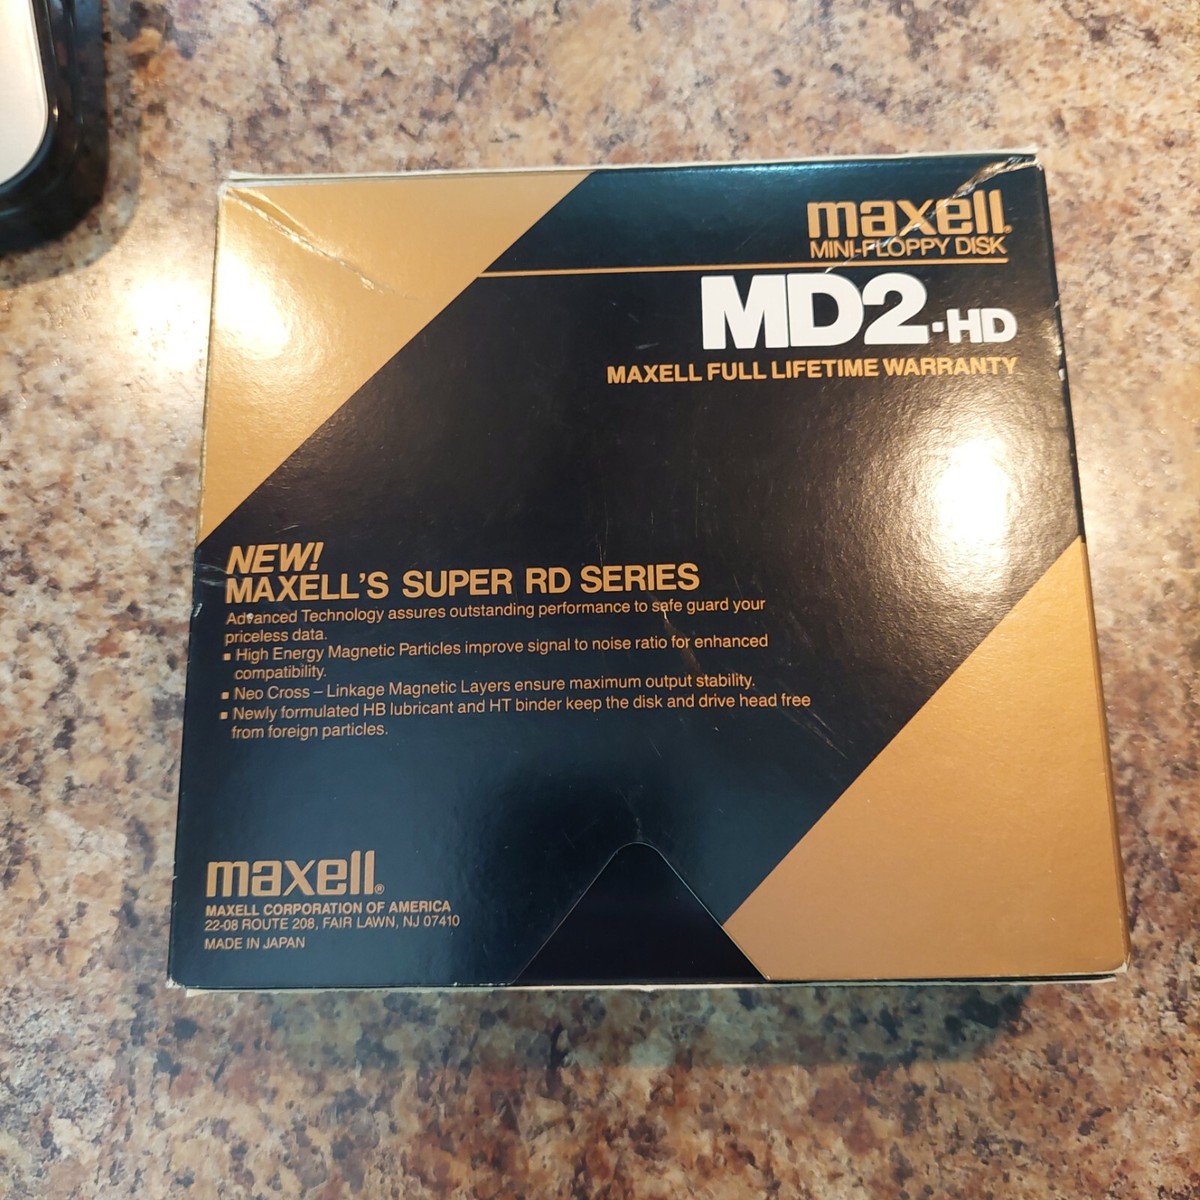 maxell®
MINI-FLOPPY DISK
MD2-HD
MAXELL FULL LIFETIME WARRANTY
NEW!
MAXELL'S SUPER RD SERIES
Advanced Technology assures outstanding performance to safe guard your
priceless data.
▪ High Energy Magnetic Particles improve signal to noise ratio for enhanced
compatibility.
▪ Neo Cross – Linkage Magnetic Layers ensure maximum output stability.
▪ Newly formulated HB lubricant and HT binder keep the disk and drive head free
from foreign particles.
maxell®
MAXELL CORPORATION OF AMERICA
22-08 ROUTE 208, FAIR LAWN, NJ 07410
MADE IN JAPAN